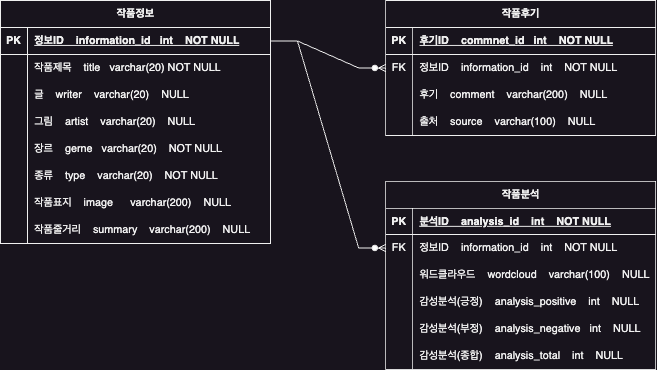 작품정보
PK 정보ID information_id int NOT NULL
작품제목 title varchar(20) NOT NULL
글 writer varchar(20) NULL
그림 artist varchar(20) NULL
장르 gerne varchar(20) NOT NULL
종류 type varchar(20) NOT NULL
작품표지 image varchar(200) NULL
작품줄거리 summary varchar(200) NULL
작품후기
PK 후기ID commnet_id int NOT NULL
FK 정보ID information_id int NOT NULL
후기 comment varchar(200) NULL
출처 source varchar(100) NULL
작품분석
PK 분석ID analysis_id int NOT NULL
FK 정보ID information_id int NOT NULL
워드클라우드 wordcloud varchar(100) NULL
감성분석(긍정) analysis_positive int NULL
감성분석(부정) analysis_negative int NULL
감성분석(종합) analysis_total int NULL